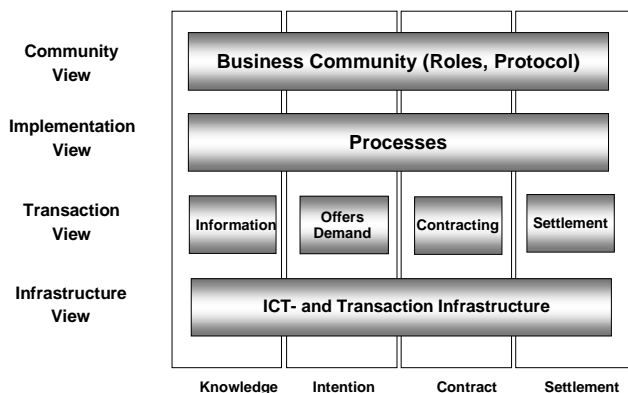 Community
View
Business Community (Roles, Protocol)
Implementation
View
Processes
Transaction
View
Information
Offers
Demand
Contracting
Settlement
Infrastructure
View
ICT- and Transaction Infrastructure
Knowledge Intention Contract Settlement